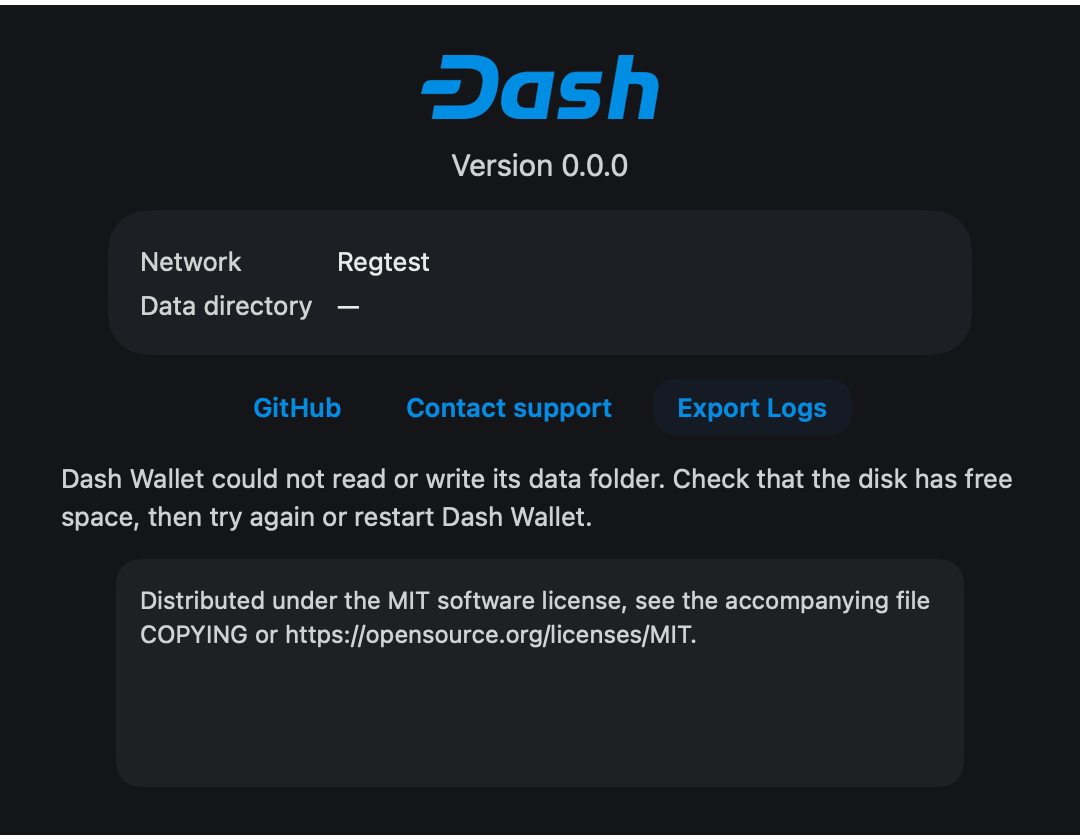 Dash
Version 0.0.0
Network Regtest
Data directory —
GitHub Contact support Export Logs
Dash Wallet could not read or write its data folder. Check that the disk has free
space, then try again or restart Dash Wallet.
Distributed under the MIT software license, see the accompanying file
COPYING or https://opensource.org/licenses/MIT.